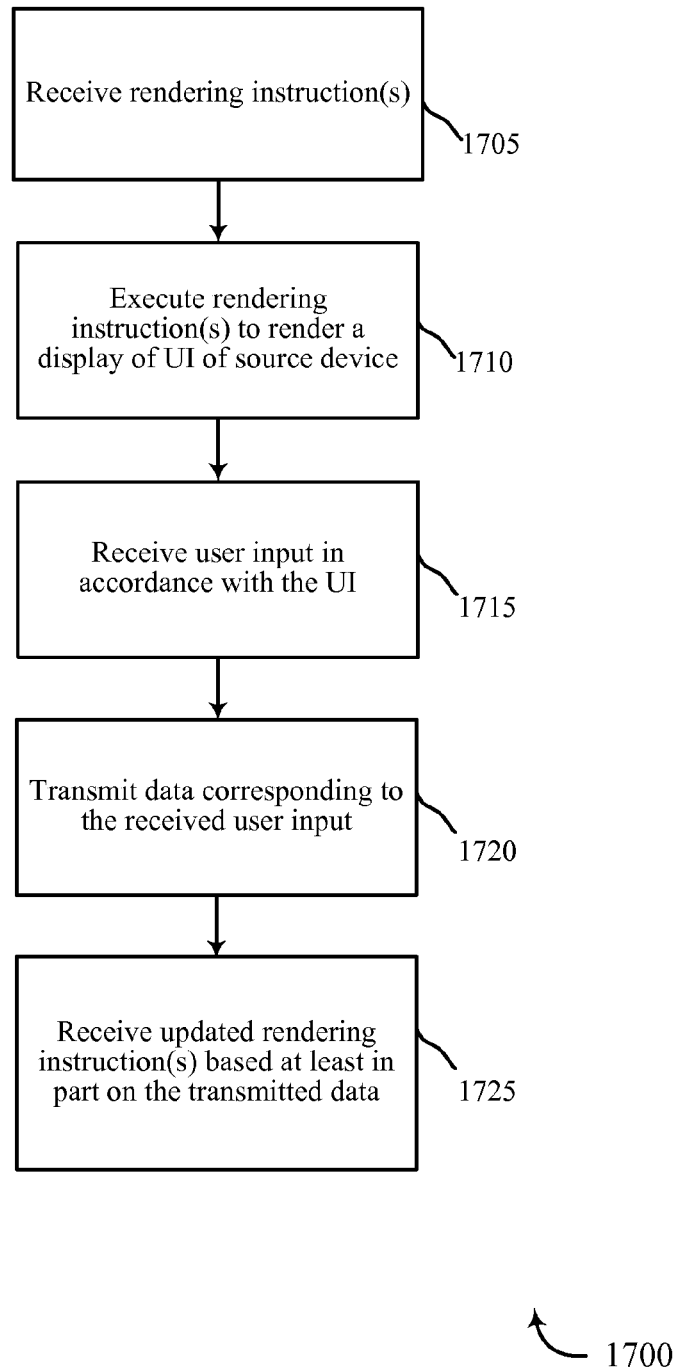 Receive rendering instruction(s)
1705
Execute rendering
instruction(s) to render a
display of UI of source device
1710
Receive user input in
accordance with the UI
1715
Transmit data corresponding to
the received user input
1720
Receive updated rendering
instruction(s) based at least in
part on the transmitted data
1725
1700